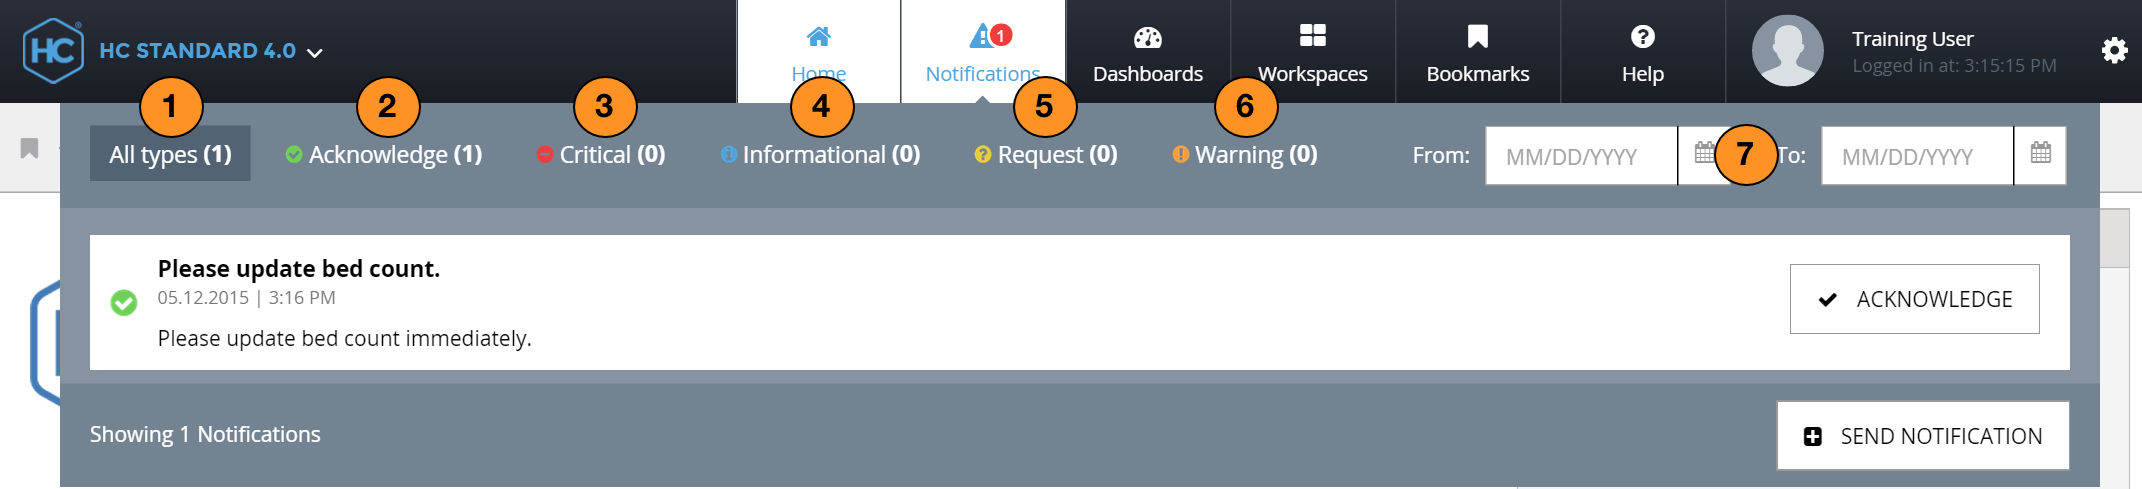 HC® HC STANDARD 4.0
Home
1
Notifications
Dashboards
Workspaces
Bookmarks
Help
Training User
Logged in at: 3:15:15 PM
1 2 3 4 5 6
All types (1) Acknowledge (1) Critical (0) Informational (0) Request (0) Warning (0) From: MM/DD/YYYY 7 To: MM/DD/YYYY
Please update bed count.
05.12.2015 | 3:16 PM
Please update bed count immediately.
ACKNOWLEDGE
Showing 1 Notifications
SEND NOTIFICATION